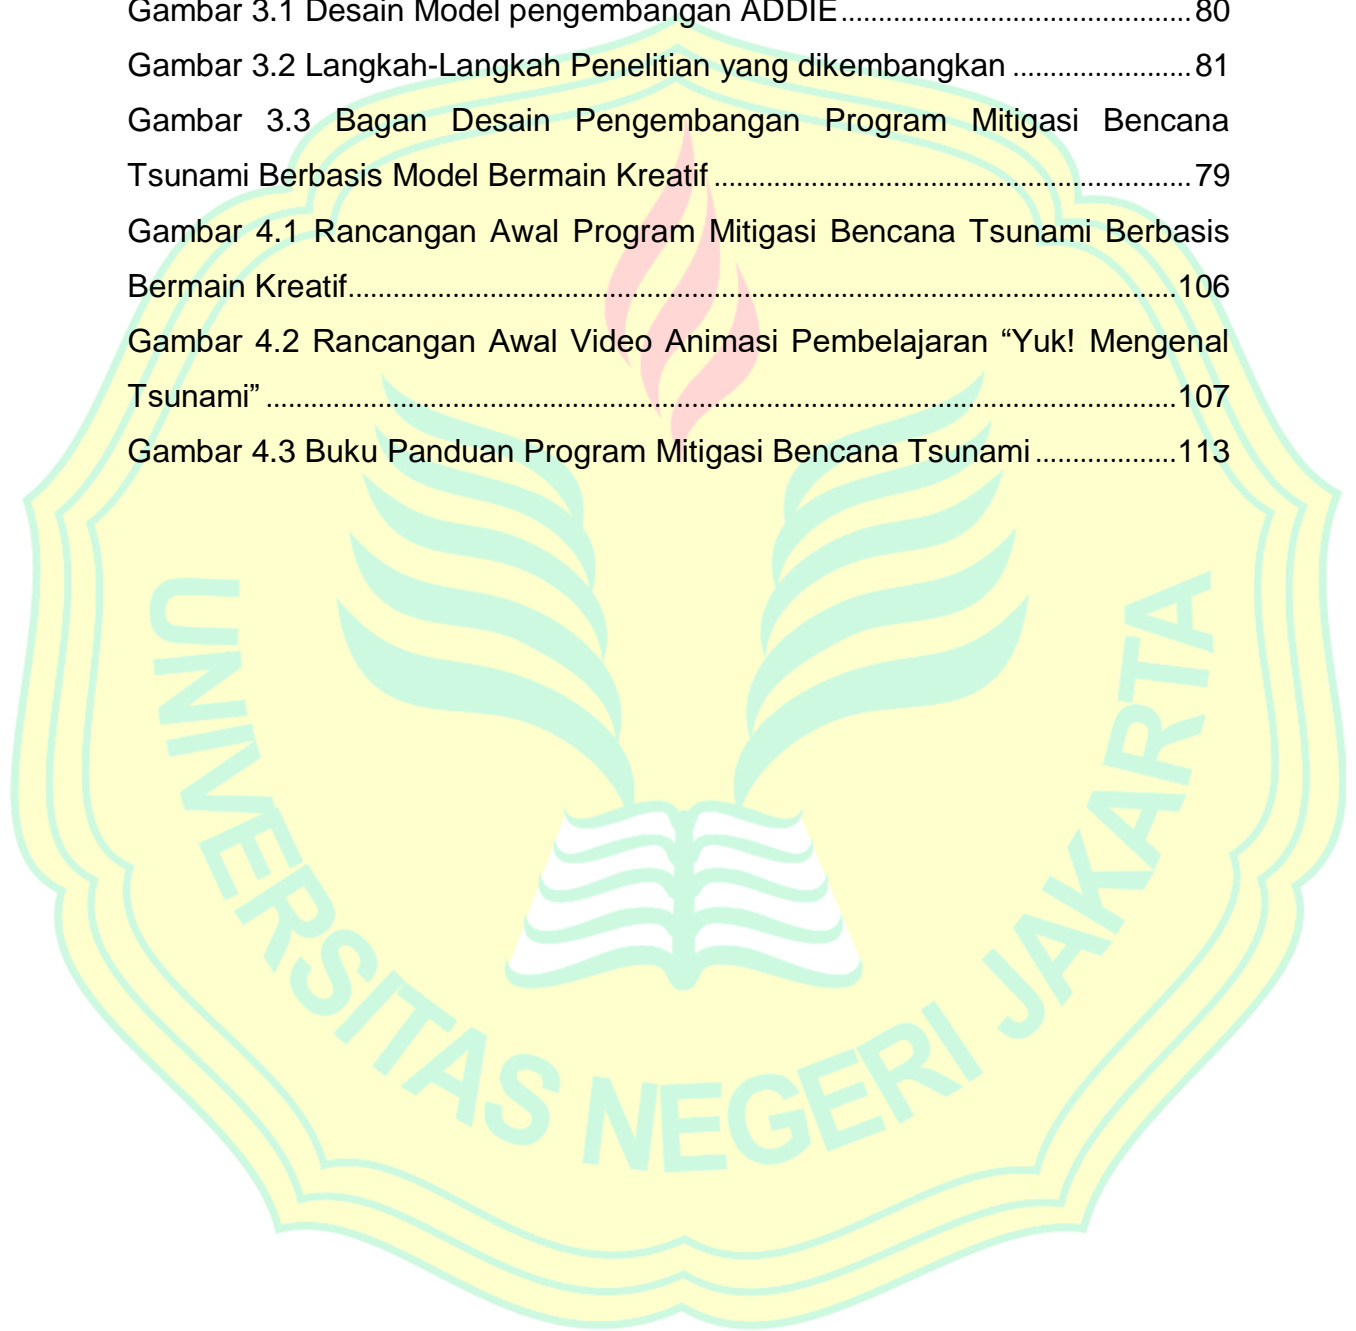 Gambar 3.1 Desain Model pengembangan ADDIE............................................80
Gambar 3.2 Langkah-Langkah Penelitian yang dikembangkan ......................81
Gambar 3.3 Bagan Desain Pengembangan Program Mitigasi Bencana
Tsunami Berbasis Model Bermain Kreatif ..........................................................79
Gambar 4.1 Rancangan Awal Program Mitigasi Bencana Tsunami Berbasis
Bermain Kreatif....................................................................................................106
Gambar 4.2 Rancangan Awal Video Animasi Pembelajaran “Yuk! Mengenal
Tsunami” ..............................................................................................................107
Gambar 4.3 Buku Panduan Program Mitigasi Bencana Tsunami ...................113
UNIVERSITAS NEGERI JAKARTA